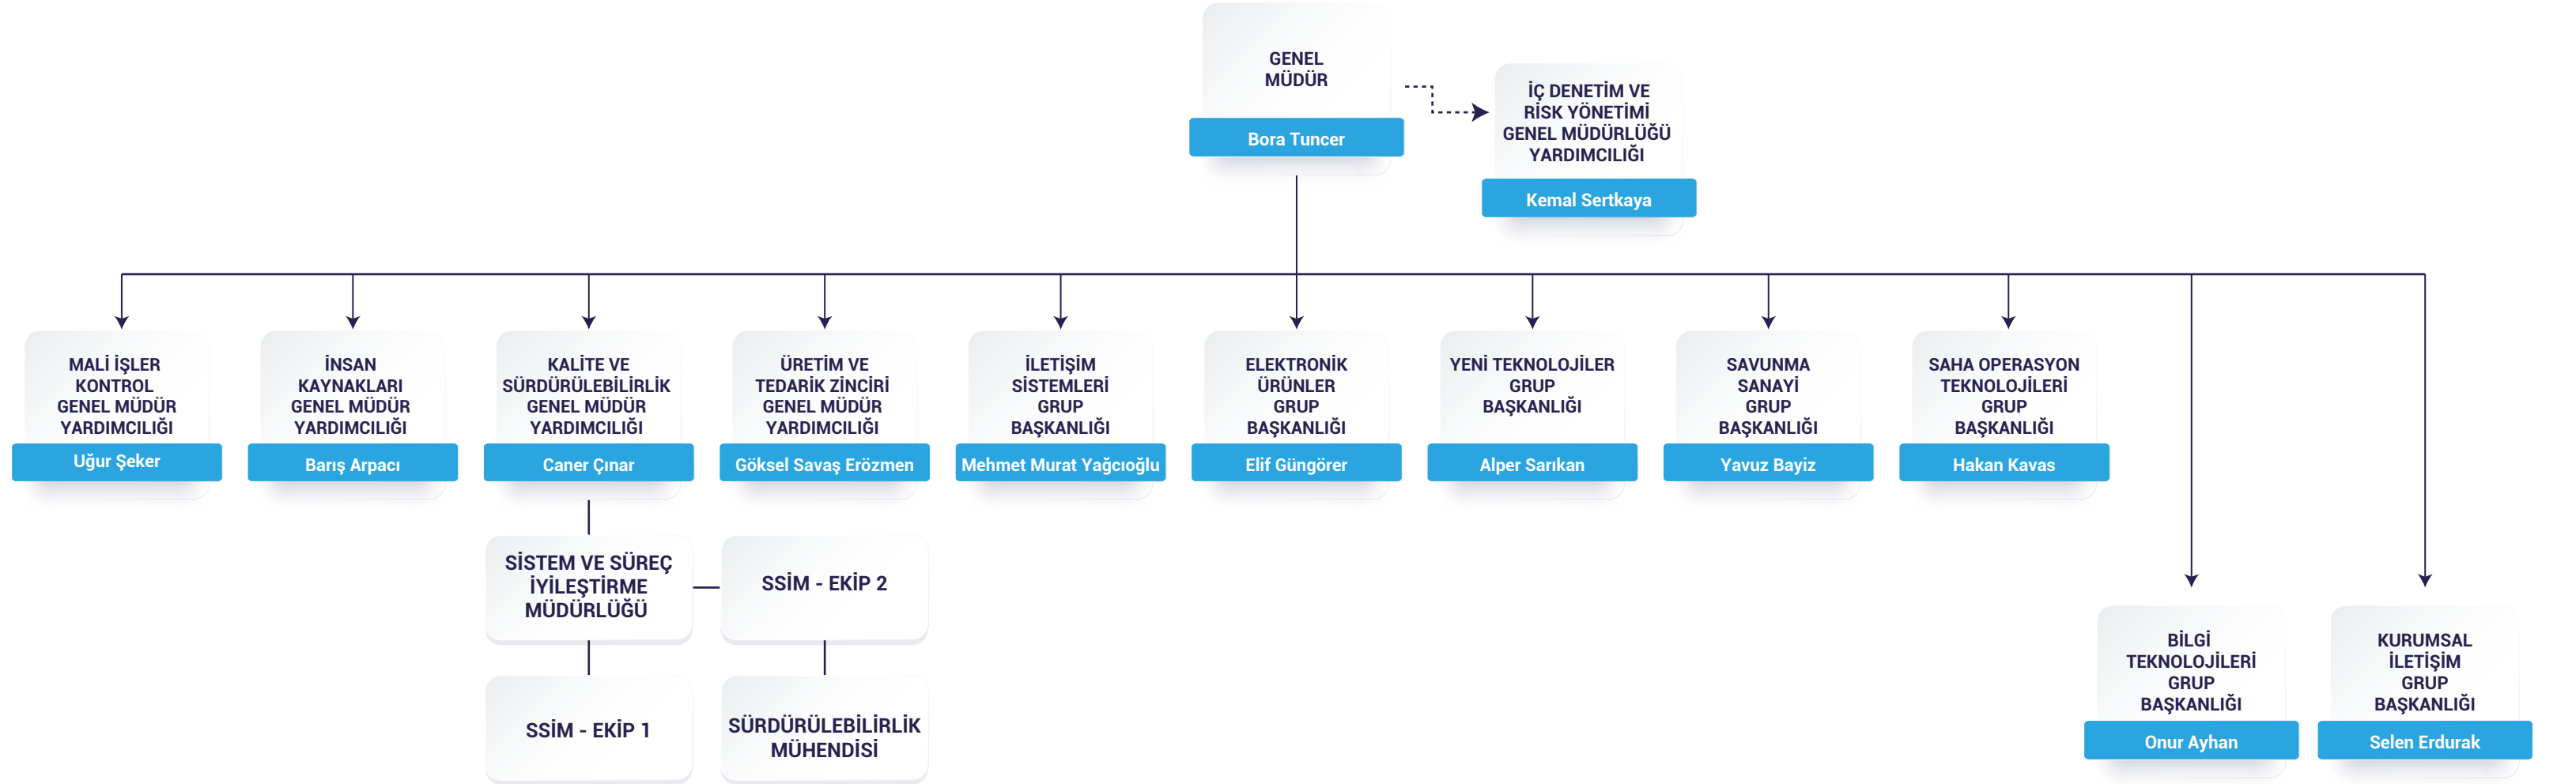 GENEL
MÜDÜR
Bora Tuncer
İÇ DENETİM VE
RİSK YÖNETİMİ
GENEL MÜDÜRLÜĞÜ
YARDIMCILIĞI
Kemal Sertkaya
MALİ İŞLER
KONTROL
GENEL MÜDÜR
YARDIMCILIĞI
Uğur Şeker
İNSAN
KAYNAKLARI
GENEL MÜDÜR
YARDIMCILIĞI
Barış Arpacı
KALİTE VE
SÜRDÜRÜLEBİLİRLİK
GENEL MÜDÜR
YARDIMCILIĞI
Caner Çınar
ÜRETİM VE
TEDARİK ZİNCİRİ
GENEL MÜDÜR
YARDIMCILIĞI
Göksel Savaş Erözmen
İLETİŞİM
SİSTEMLERİ
GRUP
BAŞKANLIĞI
Mehmet Murat Yağcıoğlu
ELEKTRONİK
ÜRÜNLER
GRUP
BAŞKANLIĞI
Elif Güngörer
YENİ TEKNOLOJİLER
GRUP
BAŞKANLIĞI
Alper Sarıkan
SAVUNMA
SANAYİ
GRUP
BAŞKANLIĞI
Yavuz Bayiz
SAHA OPERASYON
TEKNOLOJİLERİ
GRUP
BAŞKANLIĞI
Hakan Kavas
SİSTEM VE SÜREÇ
İYİLEŞTİRME
MÜDÜRLÜĞÜ
SSİM - EKİP 2
SSİM - EKİP 1
SÜRDÜRÜLEBİLİRLİK
MÜHENDİSİ
BİLGİ
TEKNOLOJİLERİ
GRUP
BAŞKANLIĞI
Onur Ayhan
KURUMSAL
İLETİŞİM
GRUP
BAŞKANLIĞI
Selen Erdurak